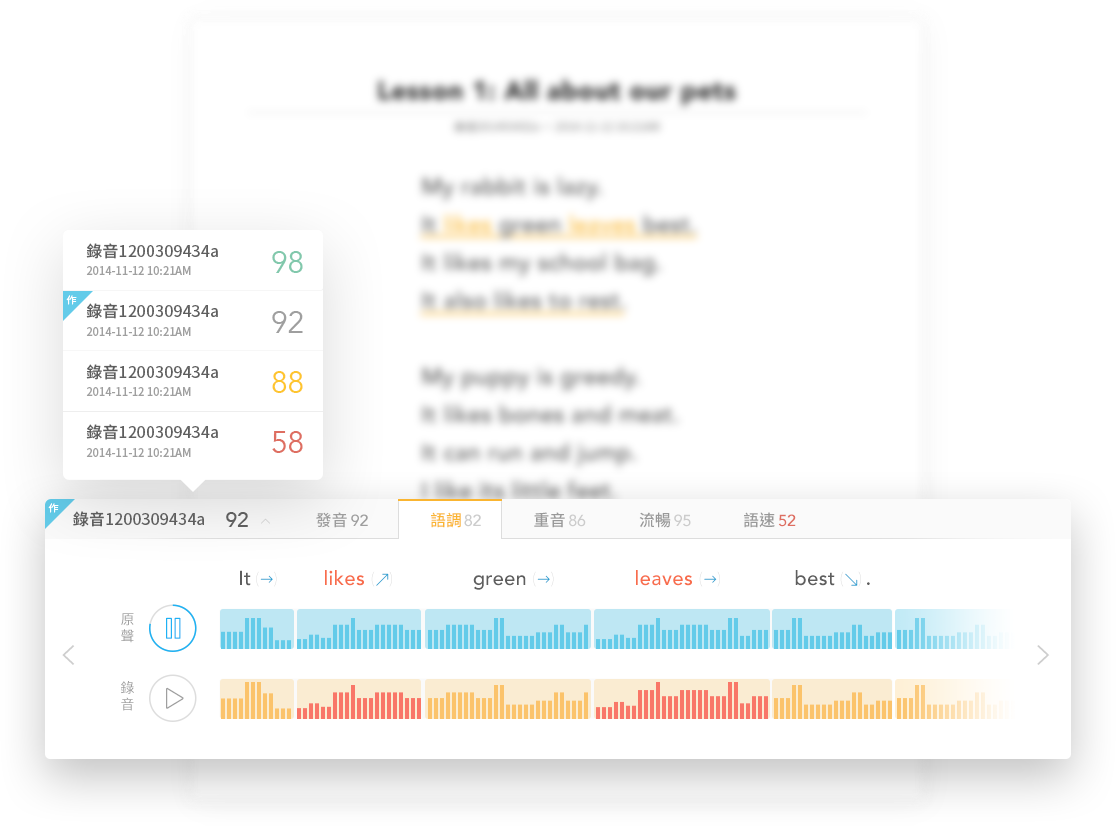 Lesson 1: All about our pets
My rabbit is lazy.
It likes green leaves best.
It likes my school bag.
It also likes to rest.
My puppy is greedy.
It likes bones and meat.
It can run and jump.
I like its little feet.
錄音1200309434a 98
2014-11-12 10:21AM
作
錄音1200309434a 92
2014-11-12 10:21AM
錄音1200309434a 88
2014-11-12 10:21AM
錄音1200309434a 58
2014-11-12 10:21AM
作
錄音1200309434a 92 發音 92 語調 82 重音 86 流暢 95 語速 52
It → likes ↗ green → leaves → best ↘ .
原聲
錄音